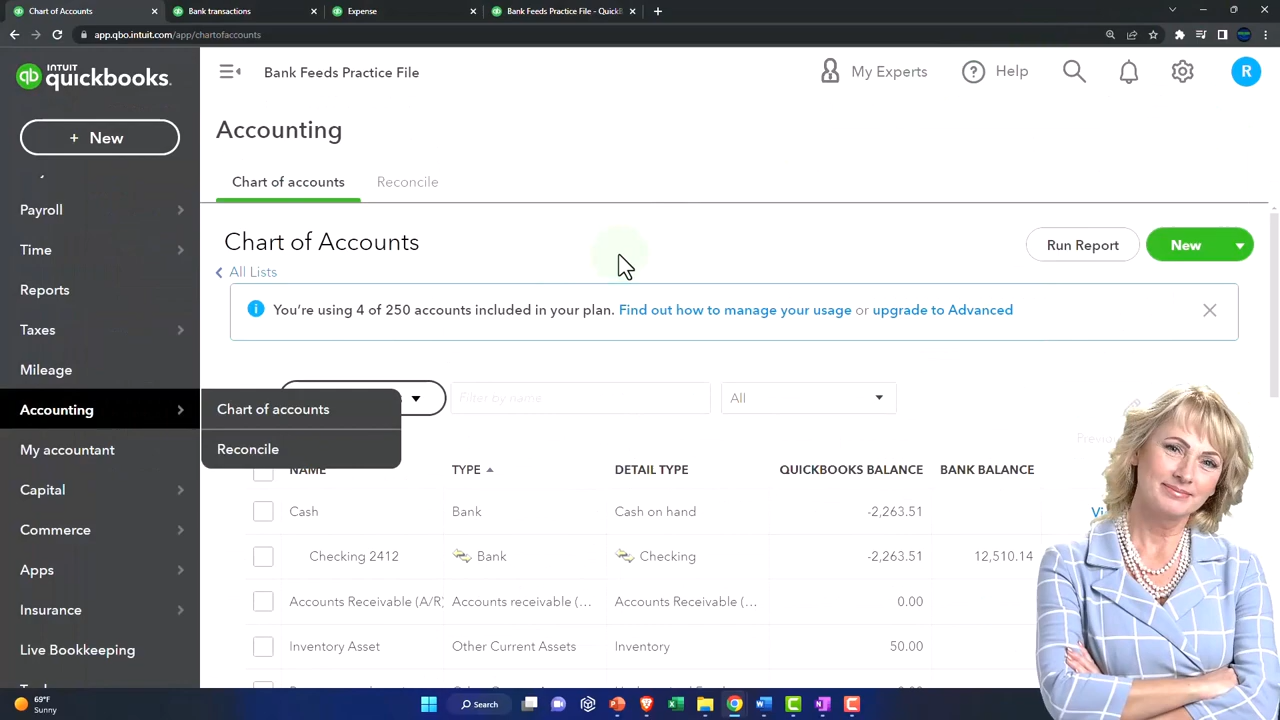 Chart of Accounts
Bank transactions
Expense
Bank Feeds Practice File - Quick
app.qbo.intuit.com/app/chartofaccounts
INTUIT
quickbooks.
qb
Bank Feeds Practice File
My Experts
Help
R
+ New
Accounting
Chart of accounts
Reconcile
Payroll
Time
Reports
Taxes
Mileage
Accounting
My accountant
Capital
Commerce
Apps
Insurance
Live Bookkeeping
Chart of accounts
Reconcile
Chart of Accounts
All Lists
Run Report
New
You're using 4 of 250 accounts included in your plan. Find out how to manage your usage or upgrade to Advanced
Filter by name
All
NAME TYPE DETAIL TYPE QUICKBOOKS BALANCE BANK BALANCE
Cash Bank Cash on hand -2,263.51
Checking 2412 Bank Checking -2,263.51 12,510.14
Accounts Receivable (A/R) Accounts receivable (... Accounts Receivable (... 0.00
Inventory Asset Other Current Assets Inventory 50.00
69°F
Sunny
Search